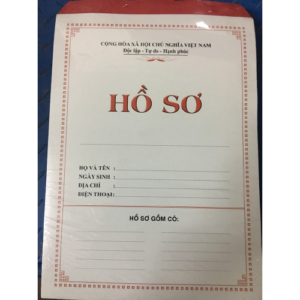 CỘNG HÒA XÃ HỘI CHỦ NGHĨA VIỆT NAM
Độc lập - Tự do - Hạnh phúc
HỒ SƠ
HỌ VÀ TÊN :
NGÀY SINH :
ĐỊA CHỈ :
ĐIỆN THOẠI:
HỒ SƠ GỒM CÓ: